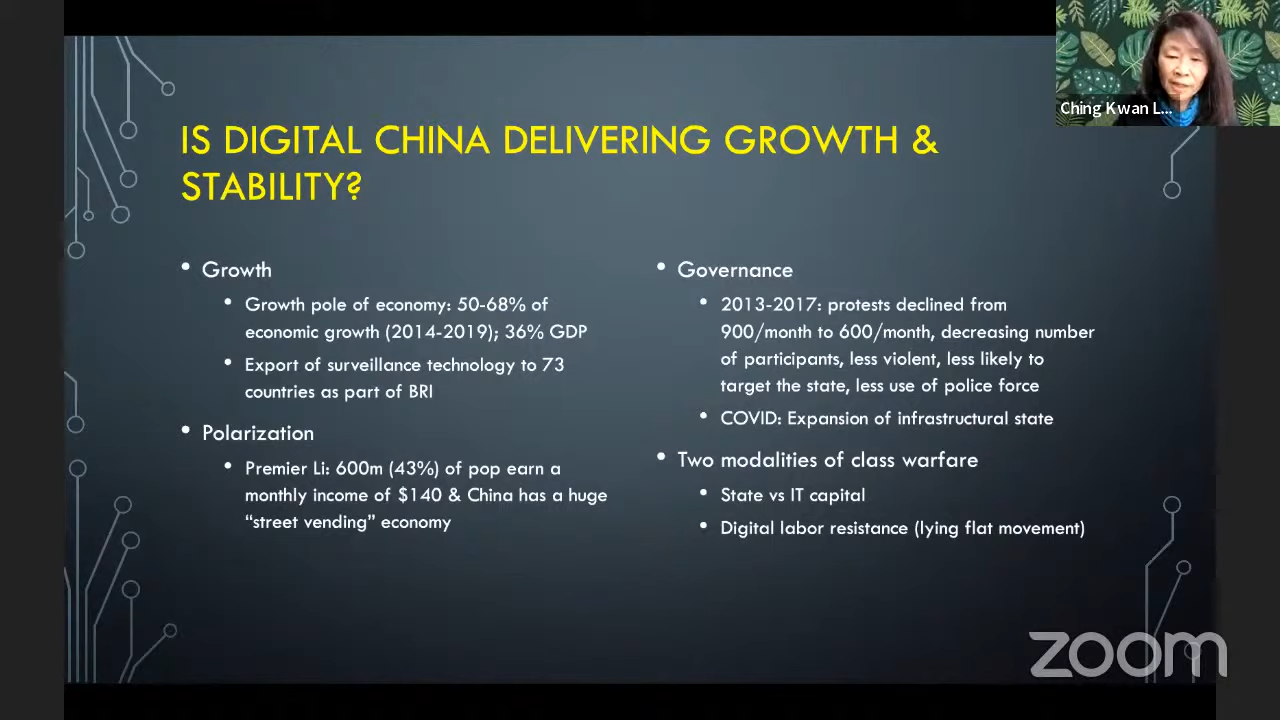 IS DIGITAL CHINA DELIVERING GROWTH &
STABILITY?
• Growth
• Growth pole of economy: 50-68% of
economic growth (2014-2019); 36% GDP
• Export of surveillance technology to 73
countries as part of BRI
• Polarization
• Premier Li: 600m (43%) of pop earn a
monthly income of $140 & China has a huge
“street vending” economy
• Governance
• 2013-2017: protests declined from
900/month to 600/month, decreasing number
of participants, less violent, less likely to
target the state, less use of police force
• COVID: Expansion of infrastructural state
• Two modalities of class warfare
• State vs IT capital
• Digital labor resistance (lying flat movement)
Ching Kwan L...
zoom